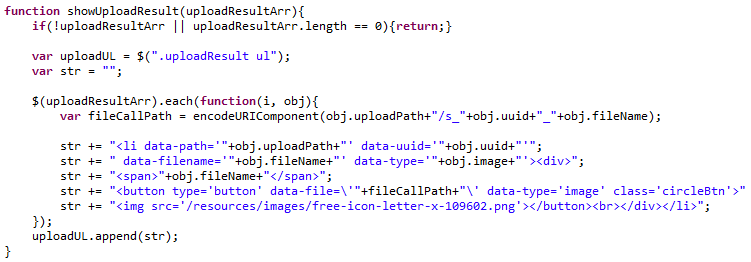 function showUploadResult(uploadResultArr){
    if(!uploadResultArr || uploadResultArr.length == 0){return;}

    var uploadUL = $(".uploadResult ul");
    var str = "";

    $(uploadResultArr).each(function(i, obj){
        var fileCallPath = encodeURIComponent(obj.uploadPath+"/s_"+obj.uuid+"_"+obj.fileName);

        str += "<li data-path='"+obj.uploadPath+"' data-uuid='"+obj.uuid+"'";
        str += " data-filename='"+obj.fileName+"' data-type='"+obj.image+"'><div>";
        str += "<span>"+obj.fileName+"</span>";
        str += "<button type='button' data-file=\'"+fileCallPath+"\' data-type='image' class='circleBtn'>"
        str += "<img src='/resources/images/free-icon-letter-x-109602.png'></button><br></div></li>";
    });
    uploadUL.append(str);
}